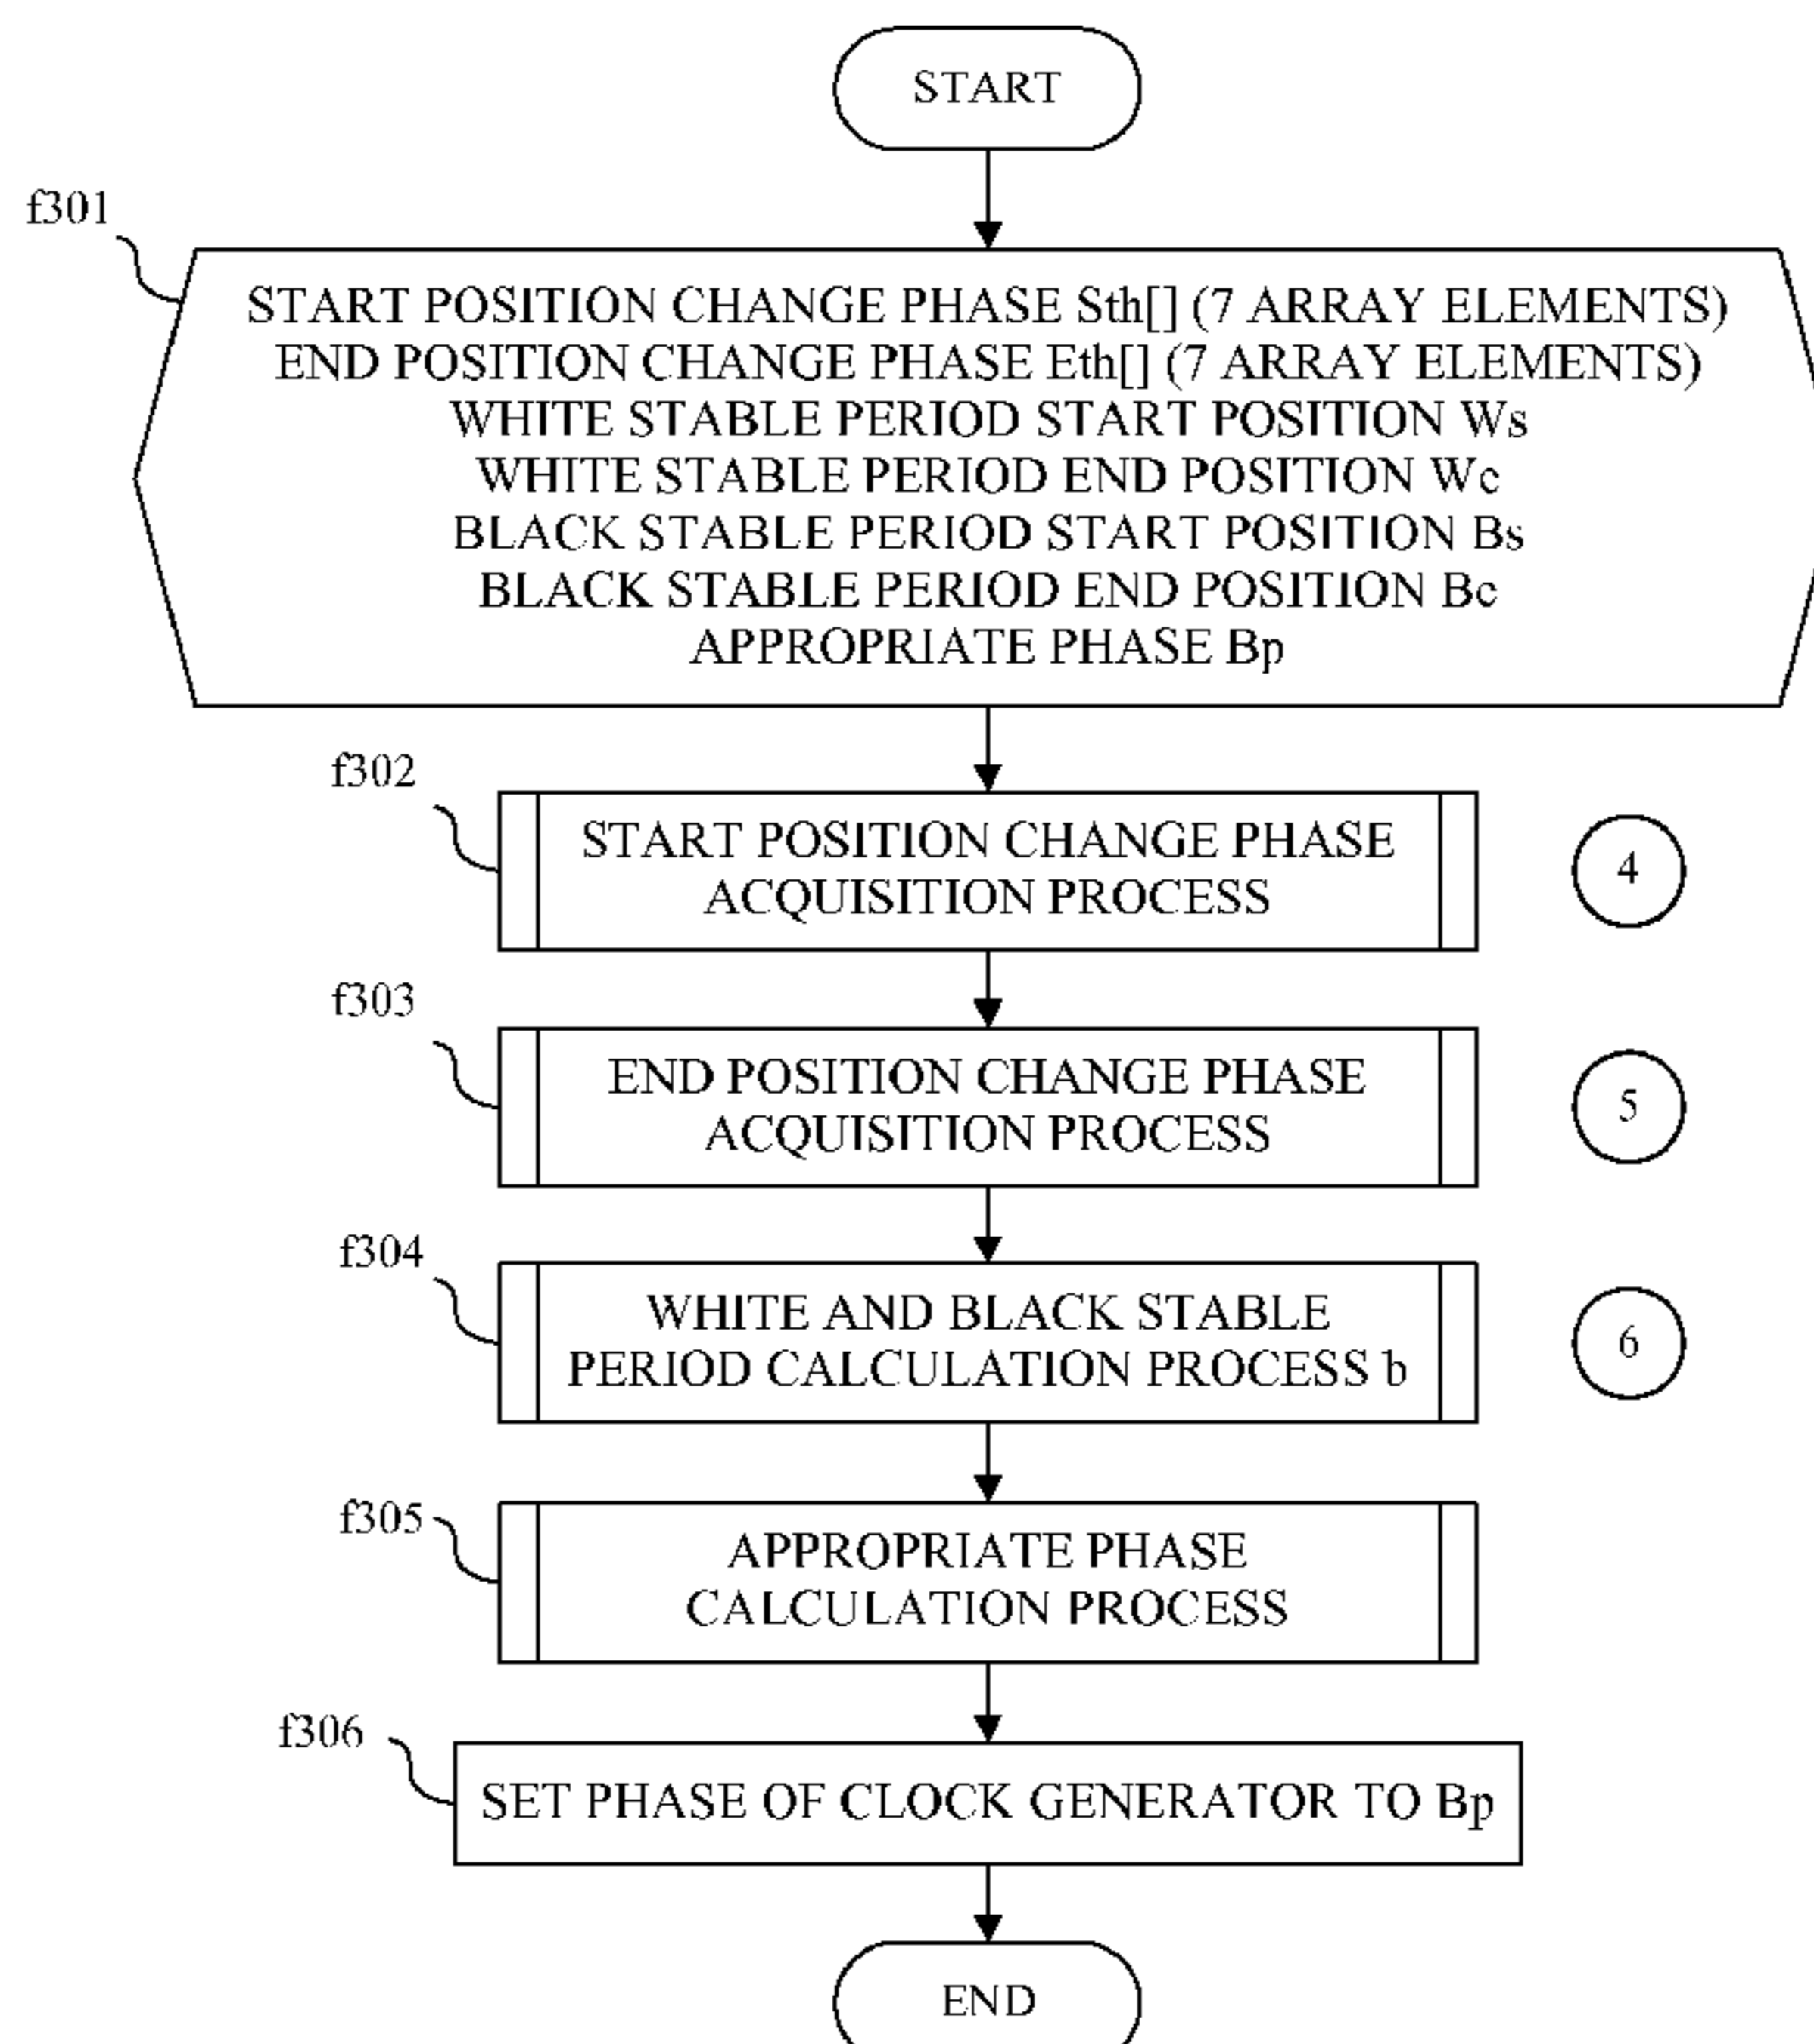 START
f301
START POSITION CHANGE PHASE Sth[] (7 ARRAY ELEMENTS)
END POSITION CHANGE PHASE Eth[] (7 ARRAY ELEMENTS)
WHITE STABLE PERIOD START POSITION Ws
WHITE STABLE PERIOD END POSITION We
BLACK STABLE PERIOD START POSITION Bs
BLACK STABLE PERIOD END POSITION Be
APPROPRIATE PHASE Bp
f302
START POSITION CHANGE PHASE
ACQUISITION PROCESS
4
f303
END POSITION CHANGE PHASE
ACQUISITION PROCESS
5
f304
WHITE AND BLACK STABLE
PERIOD CALCULATION PROCESS b
6
f305
APPROPRIATE PHASE
CALCULATION PROCESS
f306
SET PHASE OF CLOCK GENERATOR TO Bp
END